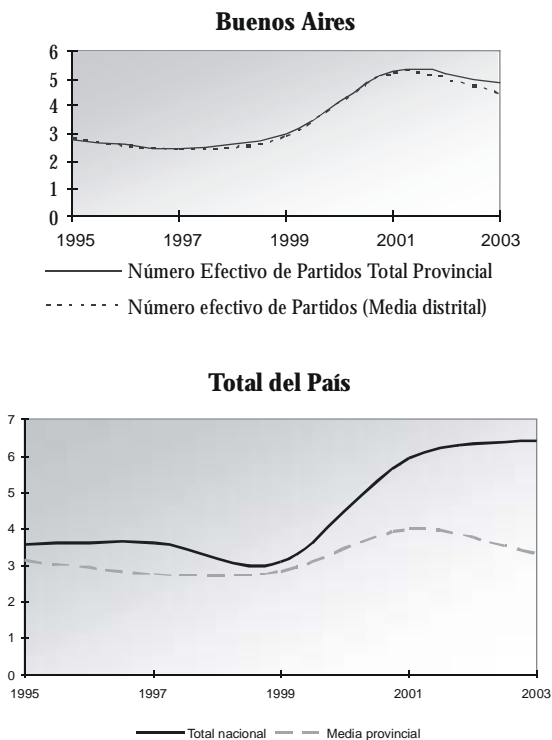 Buenos Aires
6
5
4
3
2
1
0
1995 1997 1999 2001 2003
Número Efectivo de Partidos Total Provincial
Número efectivo de Partidos (Media distrital)
Total del País
7
6
5
4
3
2
1
0
1995 1997 1999 2001 2003
Total nacional Media provincial